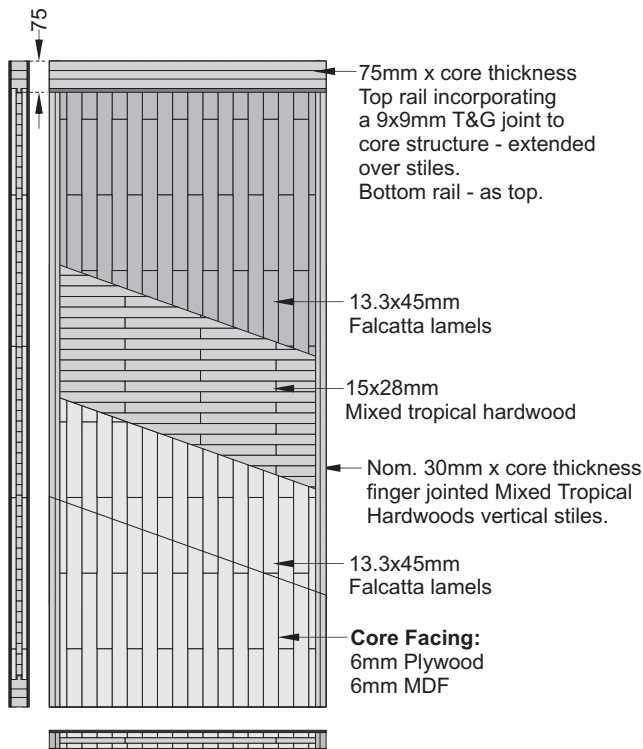 75
75mm x core thickness
Top rail incorporating
a 9x9mm T&G joint to
core structure - extended
over stiles.
Bottom rail - as top.
13.3x45mm
Falcatta lamels
15x28mm
Mixed tropical hardwood
Nom. 30mm x core thickness
finger jointed Mixed Tropical
Hardwoods vertical stiles.
13.3x45mm
Falcatta lamels
Core Facing:
6mm Plywood
6mm MDF